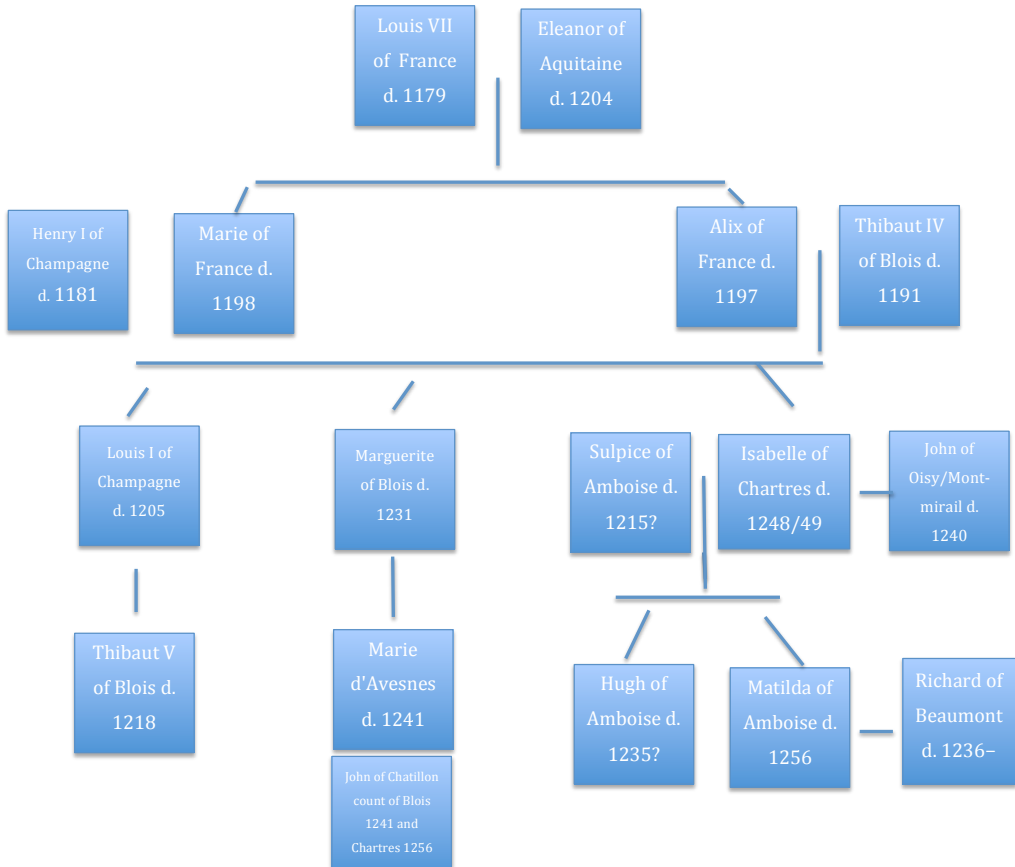 Louis VII
of France
d. 1179
Eleanor of
Aquitaine
d. 1204
Henry I of
Champagne
d. 1181
Marie of
France d.
1198
Alix of
France d.
1197
Thibaut IV
of Blois d.
1191
Louis I of
Champagne
d. 1205
Marguerite
of Blois d.
1231
Sulpice of
Amboise d.
1215?
Isabelle of
Chartres d.
1248/49
John of
Oisy/Mont-
mirail d.
1240
Thibaut V
of Blois d.
1218
Marie
d'Avesnes
d. 1241
Hugh of
Amboise d.
1235?
Matilda of
Amboise d.
1256
Richard of
Beaumont
d. 1236–
John of Chatillon
count of Blois
1241 and
Chartres 1256